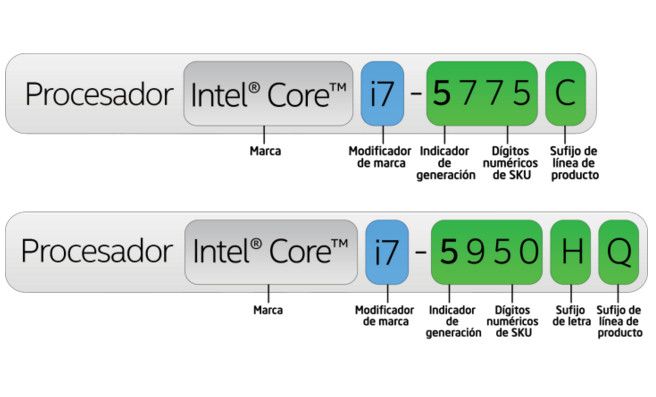 Procesador Intel® Core™ i7 - 5775 C
Marca
Modificador
de marca
Indicador
de
generación
Dígitos
numéricos
de SKU
Sufijo de
línea de
producto
Procesador Intel® Core™ i7 - 5950 H Q
Marca
Modificador
de marca
Indicador
de
generación
Dígitos
numéricos
de SKU
Sufijo
de letra
Sufijo de
línea de
producto